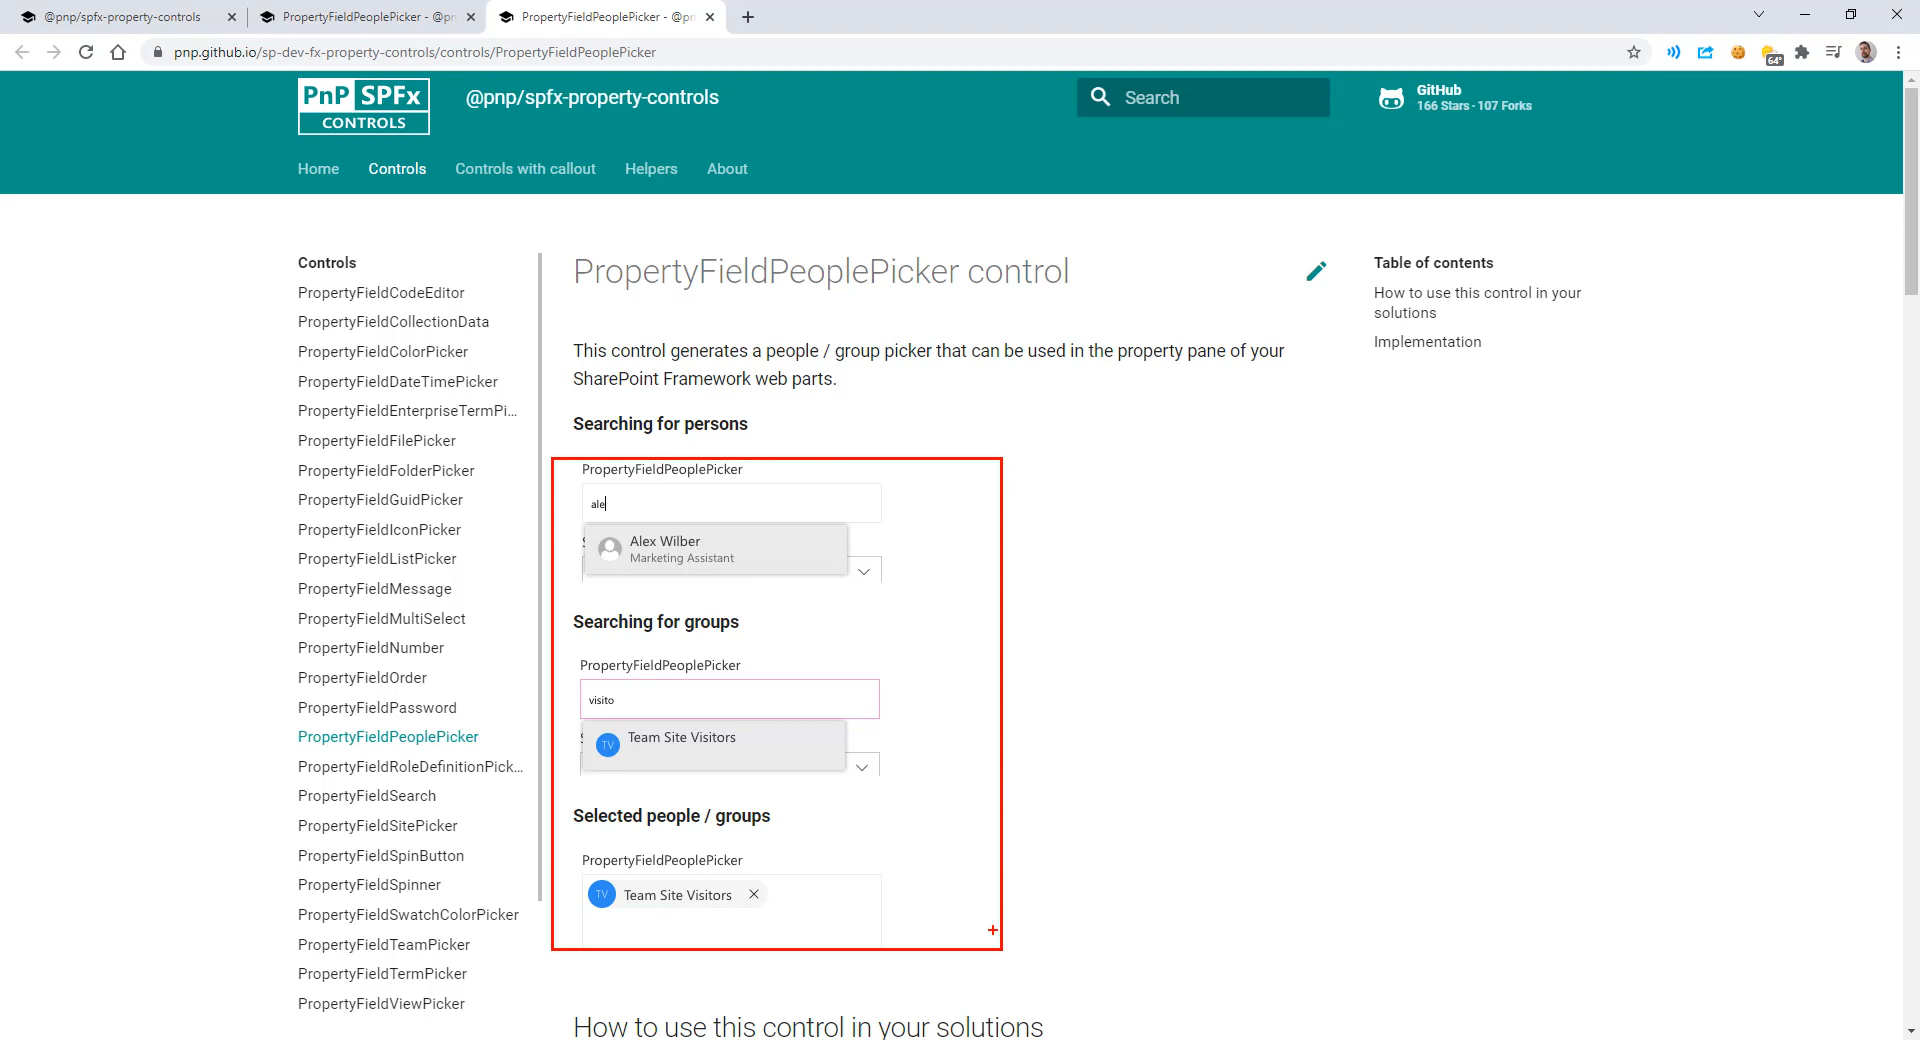 @pnp/spfx-property-controls
PropertyFieldPeoplePicker - @pn
PropertyFieldPeoplePicker - @pn
pnp.github.io/sp-dev-fx-property-controls/controls/PropertyFieldPeoplePicker
64°
PnP SPFx
CONTROLS
@pnp/spfx-property-controls
Search
GitHub
166 Stars · 107 Forks
Home
Controls
Controls with callout
Helpers
About
Controls
PropertyFieldCodeEditor
PropertyFieldCollectionData
PropertyFieldColorPicker
PropertyFieldDateTimePicker
PropertyFieldEnterpriseTermPi...
PropertyFieldFilePicker
PropertyFieldFolderPicker
PropertyFieldGuidPicker
PropertyFieldIconPicker
PropertyFieldListPicker
PropertyFieldMessage
PropertyFieldMultiSelect
PropertyFieldNumber
PropertyFieldOrder
PropertyFieldPassword
PropertyFieldPeoplePicker
PropertyFieldRoleDefinitionPick...
PropertyFieldSearch
PropertyFieldSitePicker
PropertyFieldSpinButton
PropertyFieldSpinner
PropertyFieldSwatchColorPicker
PropertyFieldTeamPicker
PropertyFieldTermPicker
PropertyFieldViewPicker
PropertyFieldPeoplePicker control
This control generates a people / group picker that can be used in the property pane of your
SharePoint Framework web parts.
Searching for persons
PropertyFieldPeoplePicker
ale
Alex Wilber
Marketing Assistant
Searching for groups
PropertyFieldPeoplePicker
visito
TV
Team Site Visitors
Selected people / groups
PropertyFieldPeoplePicker
TV
Team Site Visitors
How to use this control in your solutions
Table of contents
How to use this control in your
solutions
Implementation